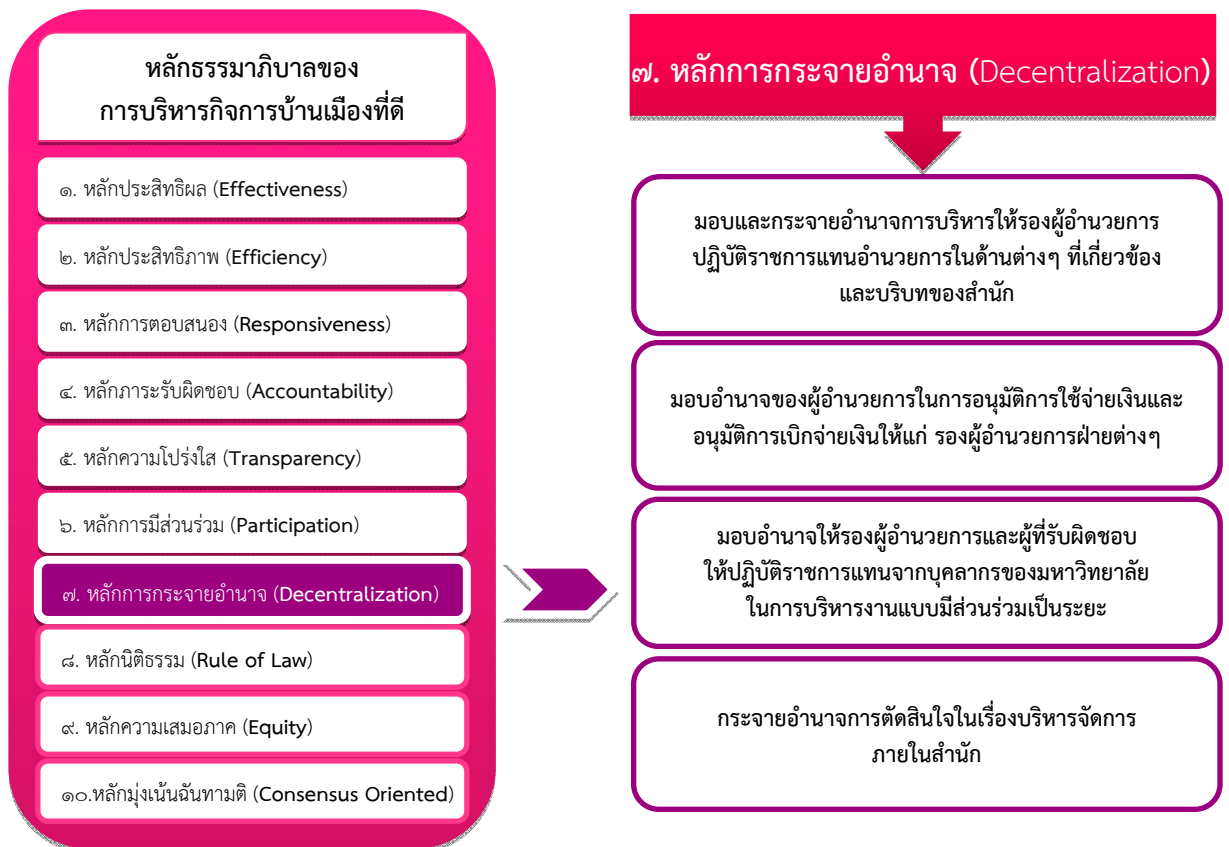 หลักธรรมาภิบาลของ
การบริหารกิจการบ้านเมืองที่ดี
๑. หลักประสิทธิผล (Effectiveness)
๒. หลักประสิทธิภาพ (Efficiency)
๓. หลักการตอบสนอง (Responsiveness)
๔. หลักภาระรับผิดชอบ (Accountability)
๕. หลักความโปร่งใส (Transparency)
๖. หลักการมีส่วนร่วม (Participation)
๗. หลักการกระจายอำนาจ (Decentralization)
๘. หลักนิติธรรม (Rule of Law)
๙. หลักความเสมอภาค (Equity)
๑๐.หลักมุ่งเน้นฉันทามติ (Consensus Oriented)
๗. หลักการกระจายอำนาจ (Decentralization)
มอบและกระจายอำนาจการบริหารให้รองผู้อำนวยการ
ปฏิบัติราชการแทนอำนวยการในด้านต่างๆ ที่เกี่ยวข้อง
และบริบทของสำนัก
มอบอำนาจของผู้อำนวยการในการอนุมัติการใช้จ่ายเงินและ
อนุมัติการเบิกจ่ายเงินให้แก่ รองผู้อำนวยการฝ่ายต่างๆ
มอบอำนาจให้รองผู้อำนวยการและผู้ที่รับผิดชอบ
ให้ปฏิบัติราชการแทนจากบุคลากรของมหาวิทยาลัย
ในการบริหารงานแบบมีส่วนร่วมเป็นระยะ
กระจายอำนาจการตัดสินใจในเรื่องบริหารจัดการ
ภายในสำนัก